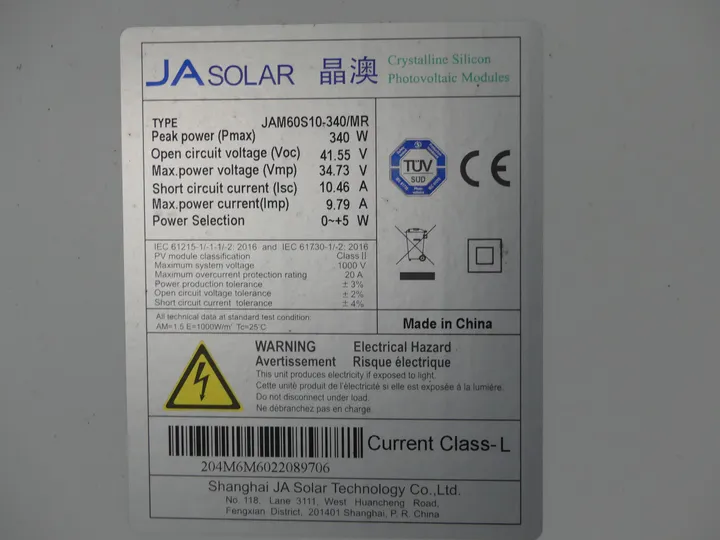 JA SOLAR 晶澳 Crystalline Silicon
Photovoltaic Modules
TYPE JAM60S10-340/MR
Peak power (Pmax) 340 W
Open circuit voltage (Voc) 41.55 V
Max.power voltage (Vmp) 34.73 V
Short circuit current (Isc) 10.46 A
Max.power current(Imp) 9.79 A
Power Selection 0~+5 W
TÜV
SÜD
CE
IEC 61215-1/-1-1/-2: 2016 and IEC 61730-1/-2: 2016
PV module classification Class II
Maximum system voltage 1000 V
Maximum overcurrent protection rating 20 A
Power production tolerance ± 3%
Open circuit voltage tolerance ± 2%
Short circuit current tolerance ± 4%
All technical data at standard test condition
AM=1.5 E=1000W/m² Tc=25°C
Made in China
WARNING Electrical Hazard
Avertissement Risque électrique
This unit produces electricity if exposed to light.
Cette unité produit de l'électricité si elle est exposée à la lumière.
Do not disconnect under load.
Ne débranchez pas en charge.
204M6M6022089706
Current Class-L
Shanghai JA Solar Technology Co.,Ltd.
No. 118, Lane 3111, West Huancheng Road,
Fengxian District, 201401 Shanghai, P. R. China